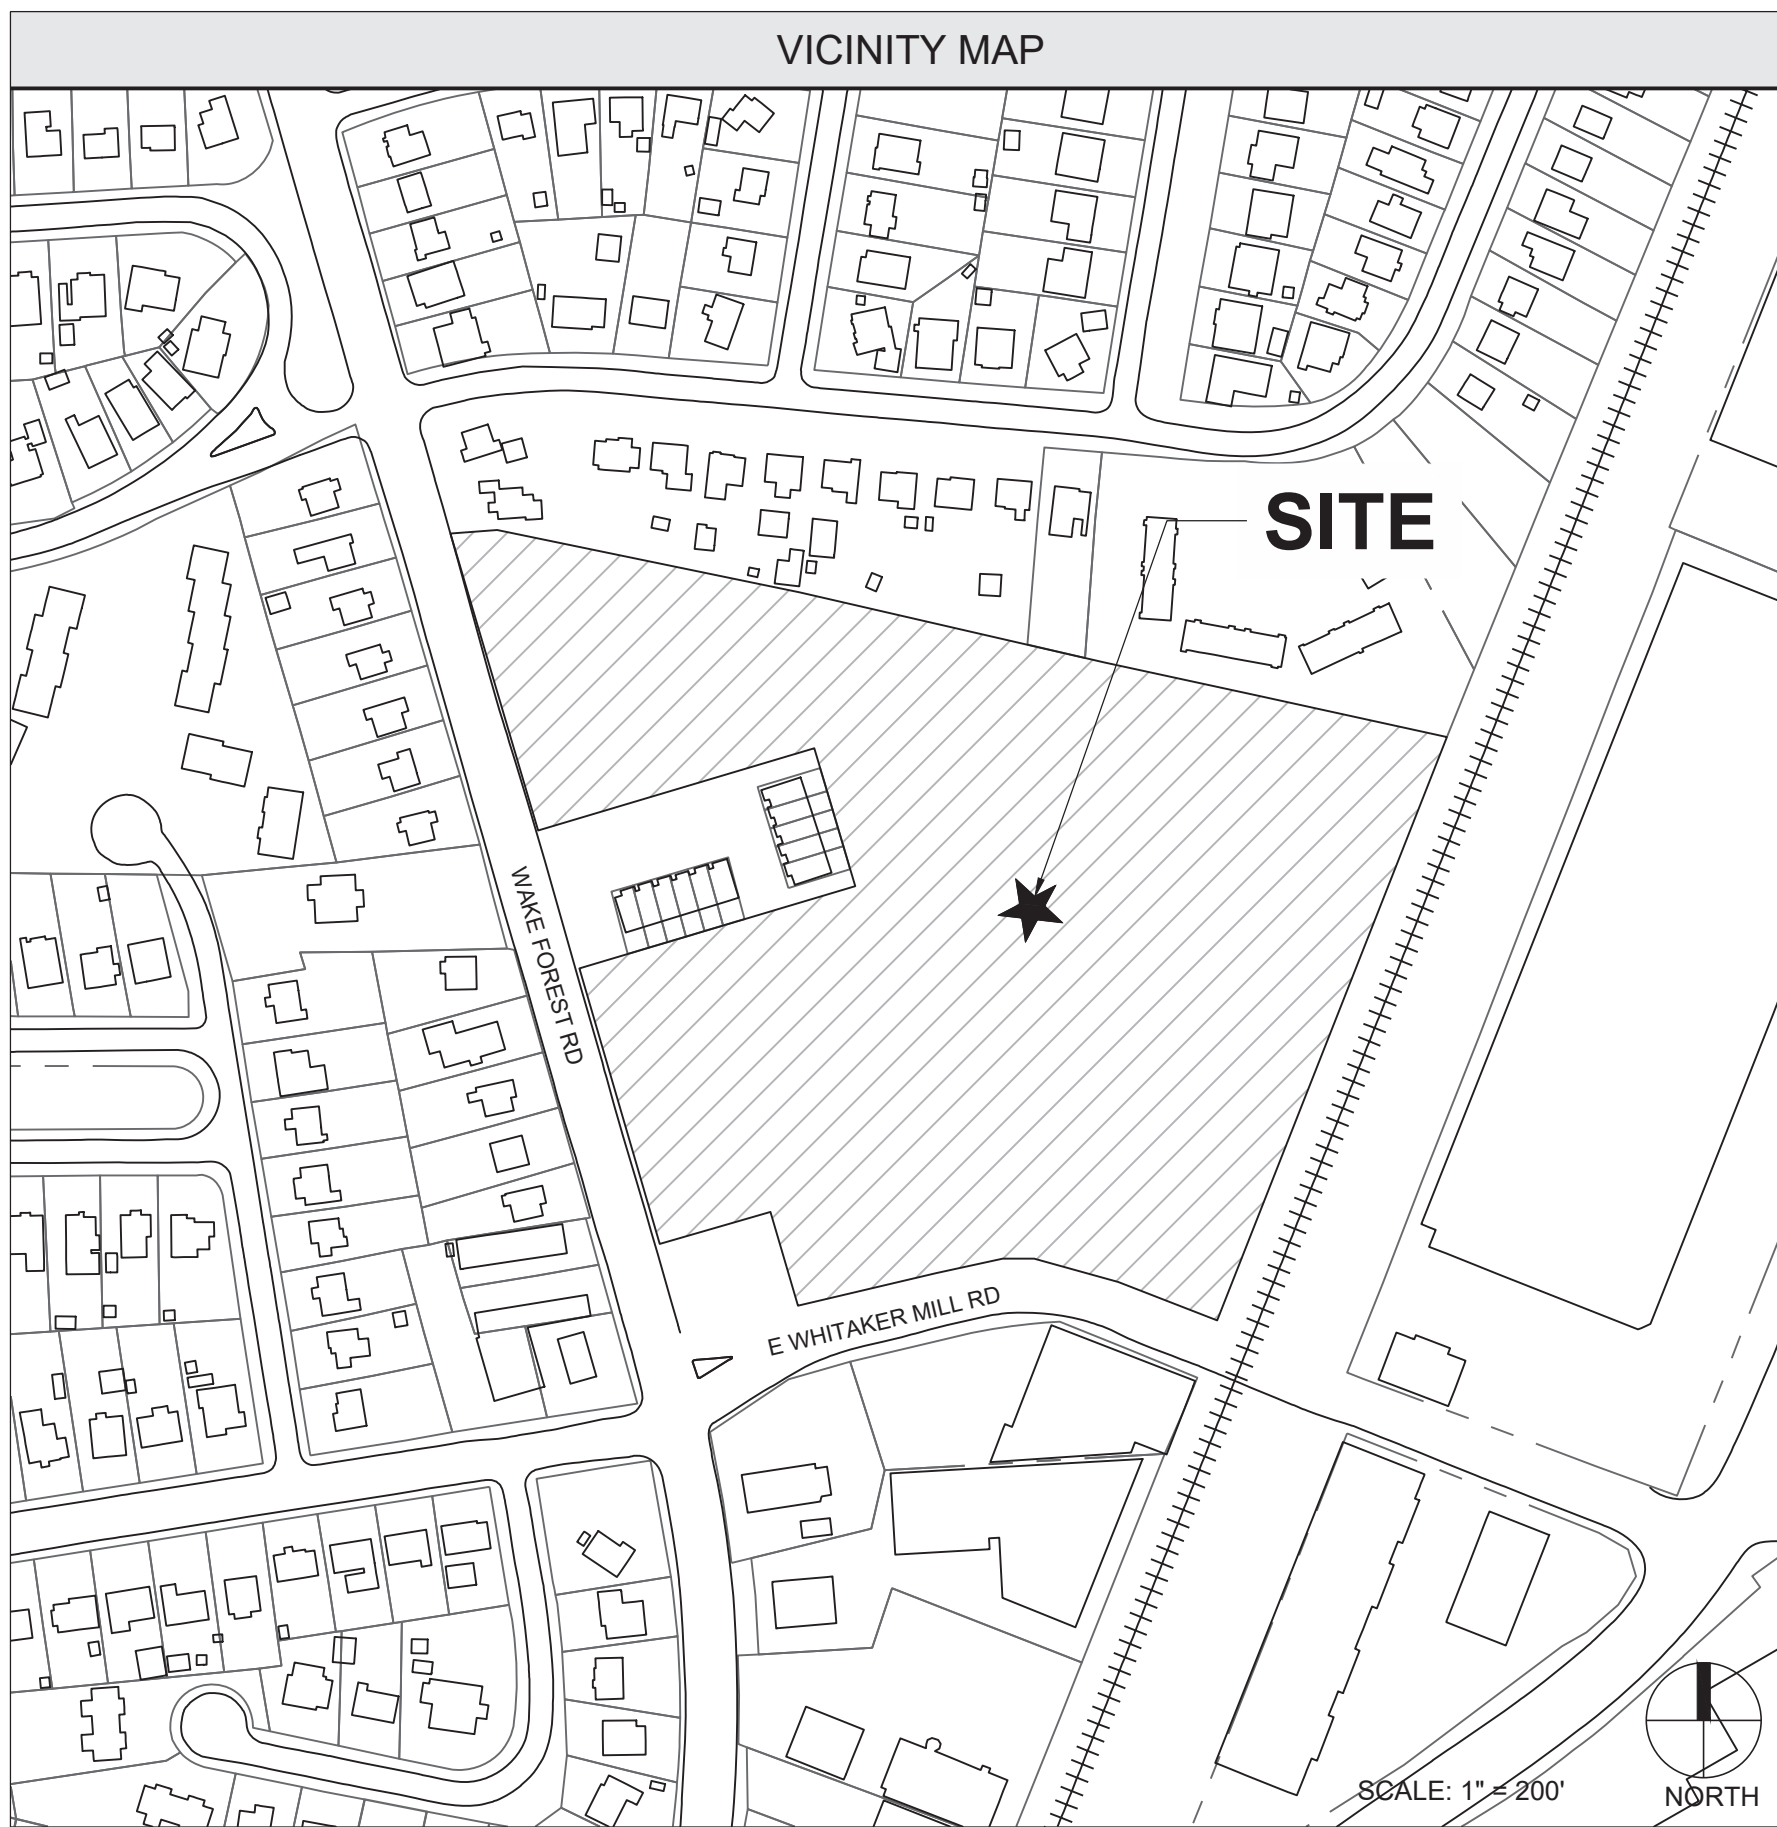 VICINITY MAP
SITE
WAKE FOREST RD
E WHITAKER MILL RD
SCALE: 1" = 200'
NORTH